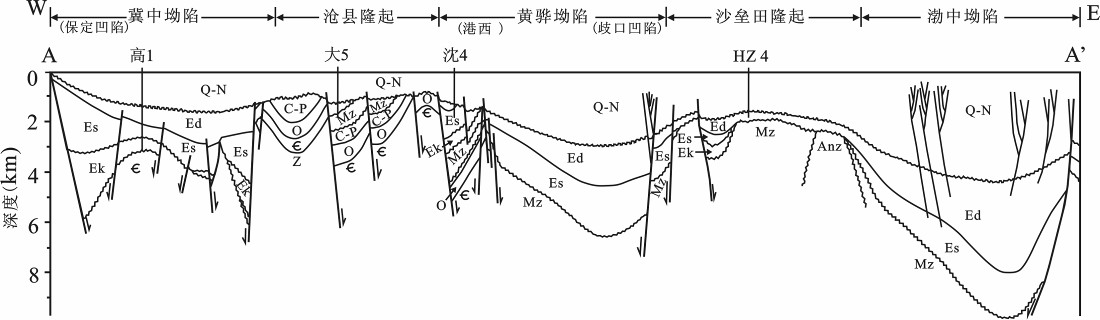 W 冀中坳陷 沧县隆起 黄骅坳陷 沙垒田隆起 渤中坳陷 E
(保定凹陷) (港西) (歧口凹陷)
A 高1 大5 沈4 HZ 4 A'
0
2
4
6
8
深度(km)
Q-N Q-N Q-N Q-N
Es Ed Es Es Ek Ek Є
C-P O Є Z
Mz C-P O Є
Mz C-P O Є
O Є
Es Ek Mz O Є
Ed Es Mz
Es Mz
Ed Es Ek
Mz Anz
Ed Es Mz